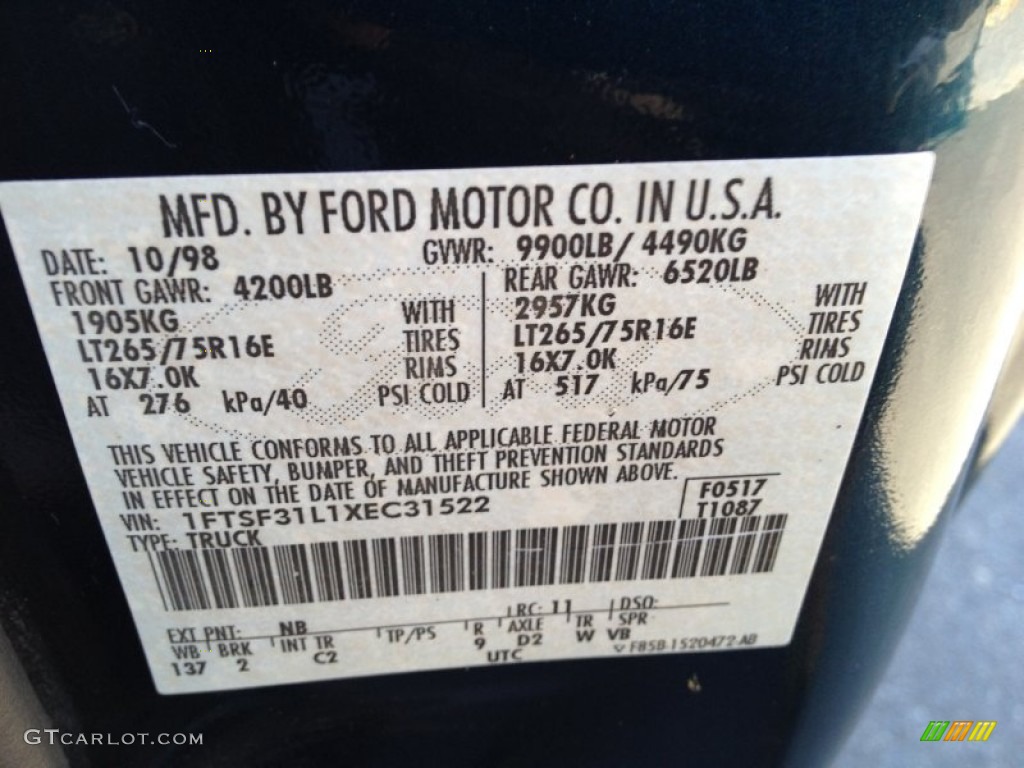 MFD. BY FORD MOTOR CO. IN U.S.A.
DATE: 10/98 GVWR: 9900LB/ 4490KG
FRONT GAWR: 4200LB REAR GAWR: 6520LB
1905KG WITH 2957KG WITH
LT265/75R16E TIRES LT265/75R16E TIRES
16X7.0K RIMS 16X7.0K RIMS
AT 276 kPa/40 PSI COLD AT 517 kPa/75 PSI COLD
THIS VEHICLE CONFORMS TO ALL APPLICABLE FEDERAL MOTOR
VEHICLE SAFETY, BUMPER, AND THEFT PREVENTION STANDARDS
IN EFFECT ON THE DATE OF MANUFACTURE SHOWN ABOVE.
VIN: 1FTSF31L1XEC31522 F0517
TYPE: TRUCK T1087
EXT PNT: NB LRC: 11 DSO:
WB BRK INT TR TP/PS R AXLE TR SPR
137 2 C2 9 D2 W VB
UTC F85B-1520472-AB
GTCARLOT.COM